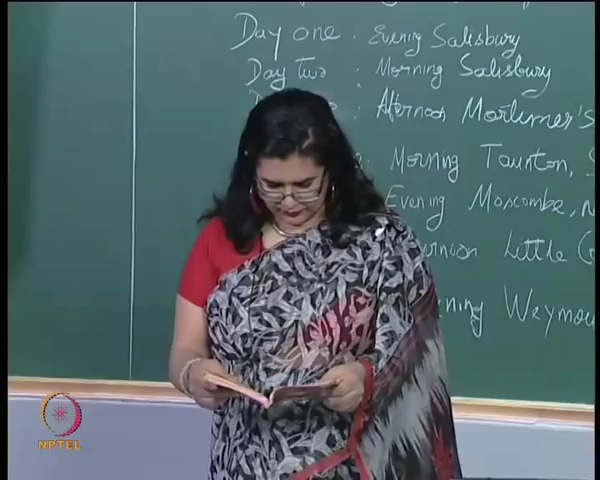 Day one : Evening Salisbury
Day Two : Morning Salisbury
Afternoon Mortimer's
Morning Taunton,
Evening Moscombe,
Little
Weymou
NPTEL